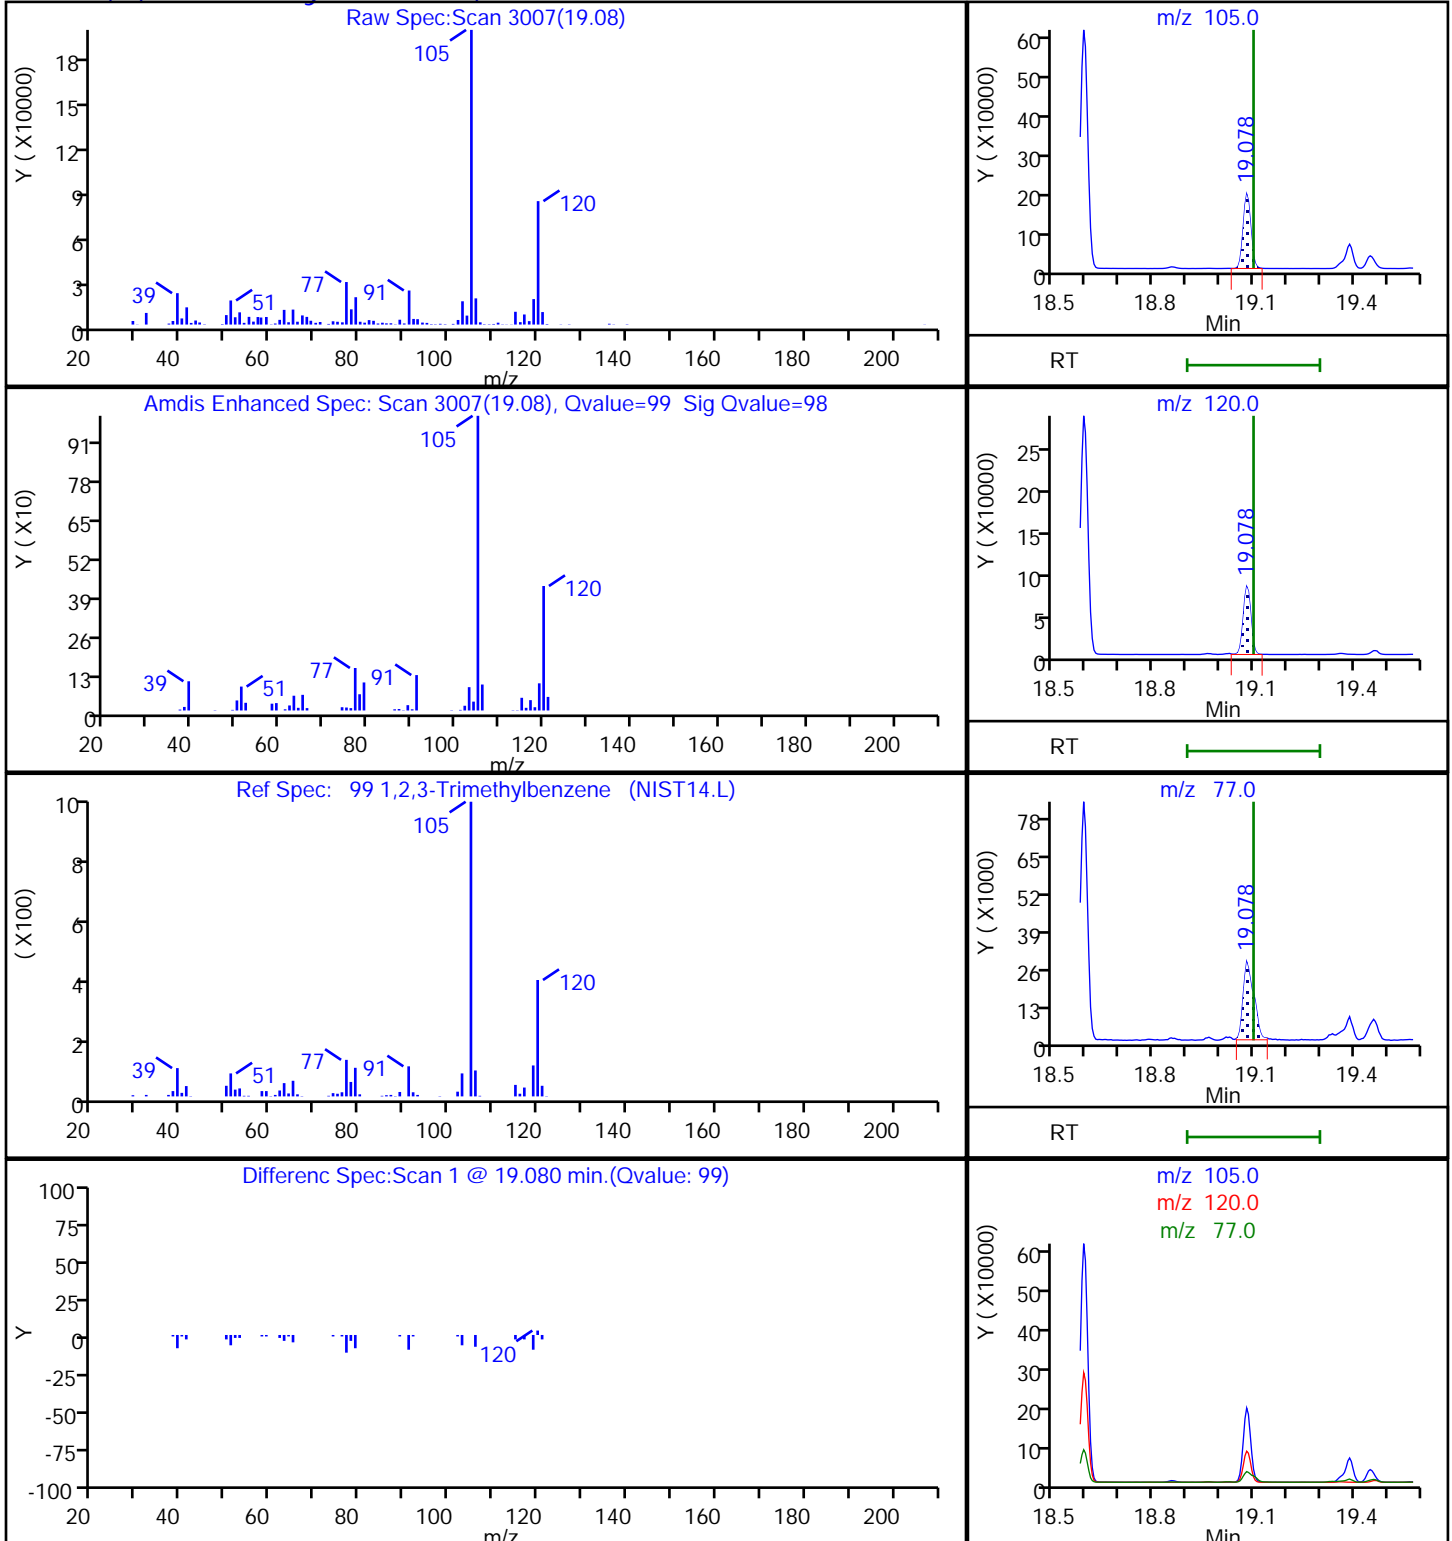 Raw Spec:Scan 3007(19.08)
Y ( X10000)
18
15
12
9
6
3
0
105
120
39
51
77
91
20 40 60 80 100 120 140 160 180 200
m/z
m/z 105.0
Y ( X10000)
60
50
40
30
20
10
0
19.078
18.5 18.8 19.1 19.4
Min
RT
Amdis Enhanced Spec: Scan 3007(19.08), Qvalue=99 Sig Qvalue=98
Y ( X10)
91
78
65
52
39
26
13
0
105
120
39
51
77
91
20 40 60 80 100 120 140 160 180 200
m/z
m/z 120.0
Y ( X10000)
25
20
15
10
5
0
19.078
18.5 18.8 19.1 19.4
Min
RT
Ref Spec: 99 1,2,3-Trimethylbenzene (NIST14.L)
( X100)
10
8
6
4
2
0
105
120
39
51
77
91
20 40 60 80 100 120 140 160 180 200
m/z 77.0
Y ( X1000)
78
65
52
39
26
13
0
19.078
18.5 18.8 19.1 19.4
Min
RT
Differenc Spec:Scan 1 @ 19.080 min.(Qvalue: 99)
Y
100
75
50
25
0
-25
-50
-75
-100
120
20 40 60 80 100 120 140 160 180 200
m/z
m/z 105.0
m/z 120.0
m/z 77.0
Y ( X10000)
60
50
40
30
20
10
0
18.5 18.8 19.1 19.4
Min